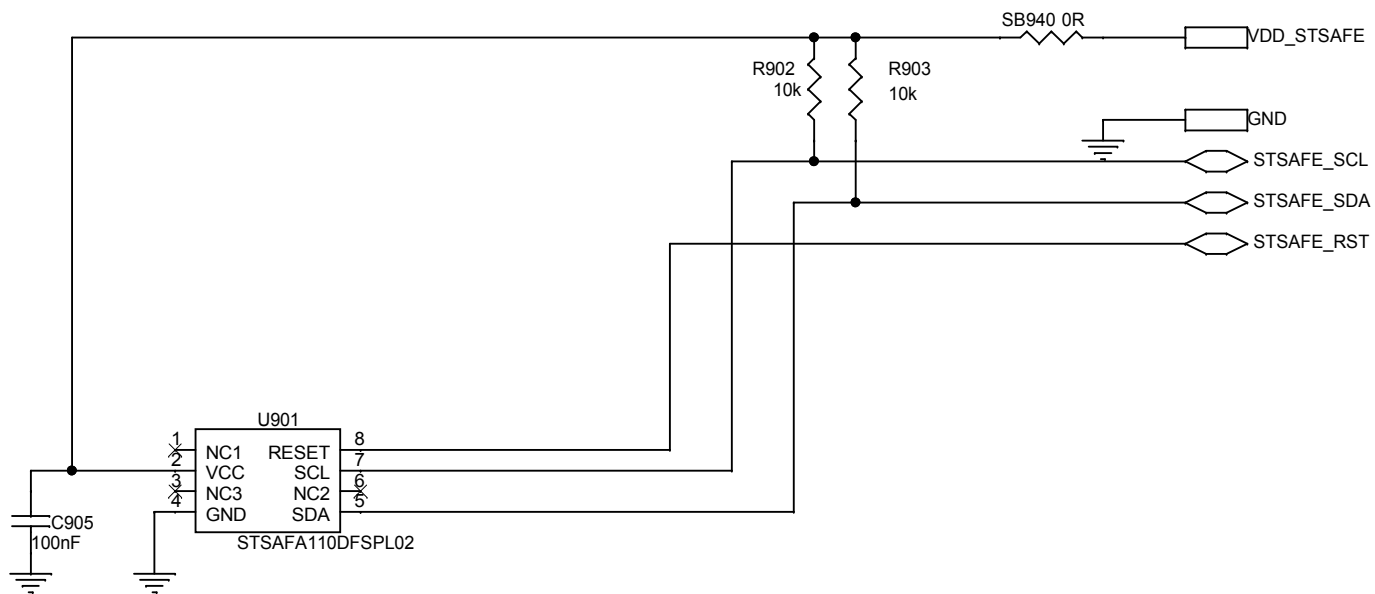 SB940 0R
VDD_STSAFE
R902
10k
R903
10k
GND
STSAFE_SCL
STSAFE_SDA
STSAFE_RST
U901
1
NC1
RESET
8
2
VCC
SCL
7
3
NC3
NC2
6
4
GND
SDA
5
C905
100nF
STSAFA110DFSPL02